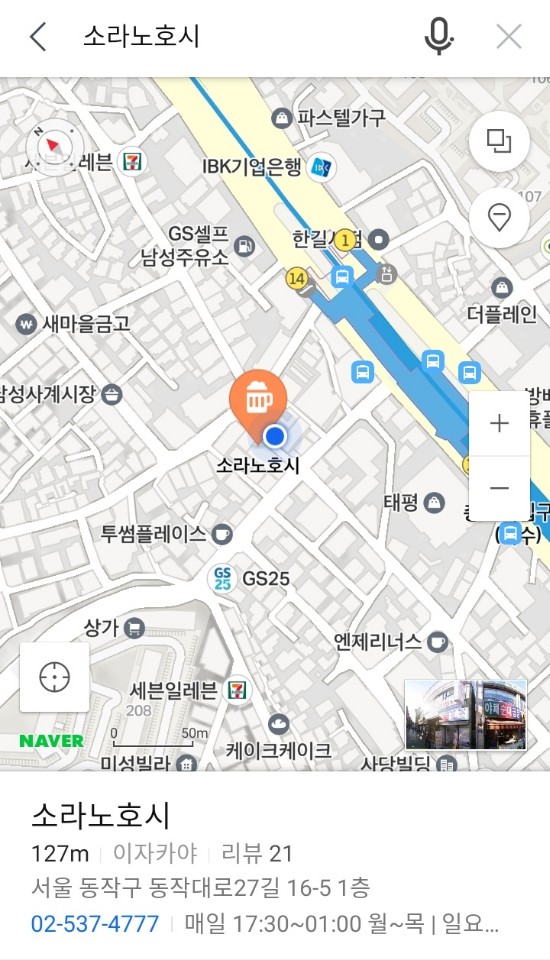 소라노호시
파스텔가구
N
7
IBK기업은행
107
GS셀프
남성주유소
1
14
더플레인
₩ 새마을금고
남성사계시장
소라노호시
태평
투썸플레이스
GS
25
GS25
상가
엔제리너스
세븐일레븐
7
208
NAVER
0 50m
케이크케이크
미성빌라
사당빌딩
소라노호시
127m 이자카야 리뷰 21
서울 동작구 동작대로27길 16-5 1층
02-537-4777 매일 17:30~01:00 월~목 | 일요...